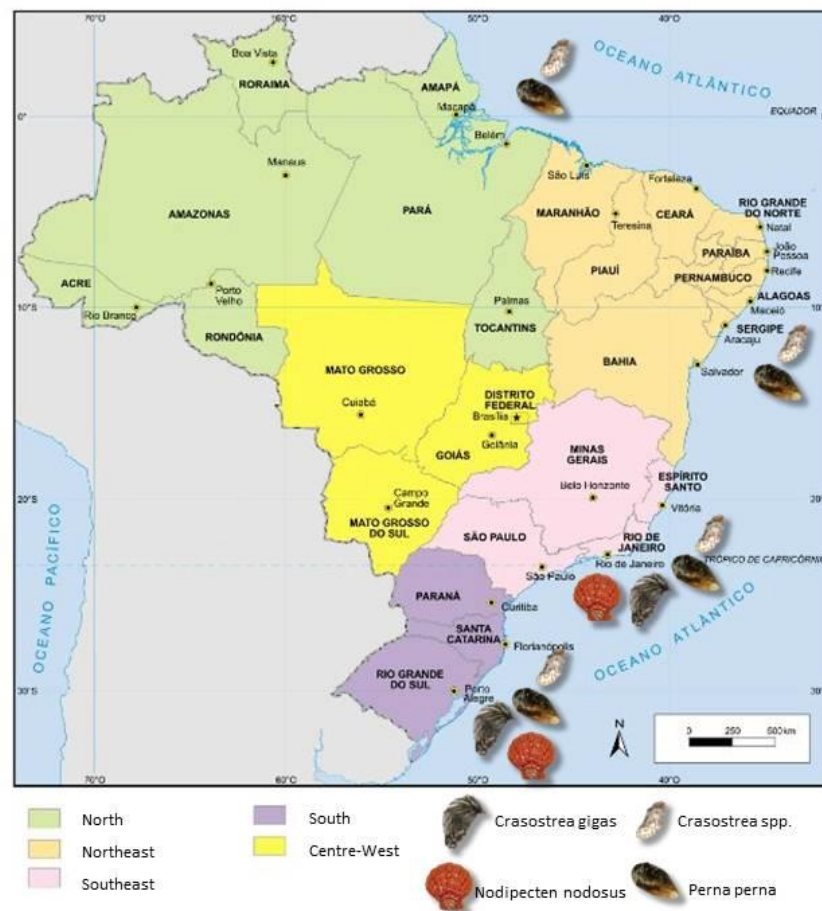 70°O
60°O
50°O
40°O
OCEANO ATLÂNTICO
Boa Vista
RORAIMA
AMAPÁ
Macapá
EQUADOR
0°
Belém
Manaus
São Luís
Fortaleza
AMAZONAS
PARÁ
MARANHÃO
CEARÁ
RIO GRANDE
DO NORTE
Teresina
Natal
PARAÍBA
João
Pessoa
ACRE
PIAUÍ
PERNAMBUCO
Recife
Porto
Velho
Palmas
ALAGOAS
10°S
Rio Branco
Maceió
RONDÔNIA
TOCANTINS
SERGIPE
Aracaju
MATO GROSSO
BAHIA
Salvador
DISTRITO
FEDERAL
Cuiabá
Brasília
GOIÁS
Goiânia
MINAS
GERAIS
OCEANO PACÍFICO
Campo
Grande
Belo Horizonte
ESPÍRITO
SANTO
20°S
Vitória
MATO GROSSO
DO SUL
SÃO PAULO
RIO DE
JANEIRO
Rio de Janeiro
TRÓPICO DE CAPRICÓRNIO
São Paulo
PARANÁ
Curitiba
OCEANO ATLÂNTICO
SANTA
CATARINA
Florianópolis
RIO GRANDE
DO SUL
Porto
Alegre
30°S
N
0 250 500km
70°O
60°O
50°O
40°O
North
South
Crasostrea gigas
Crasostrea spp.
Northeast
Centre-West
Southeast
Nodipecten nodosus
Perna perna